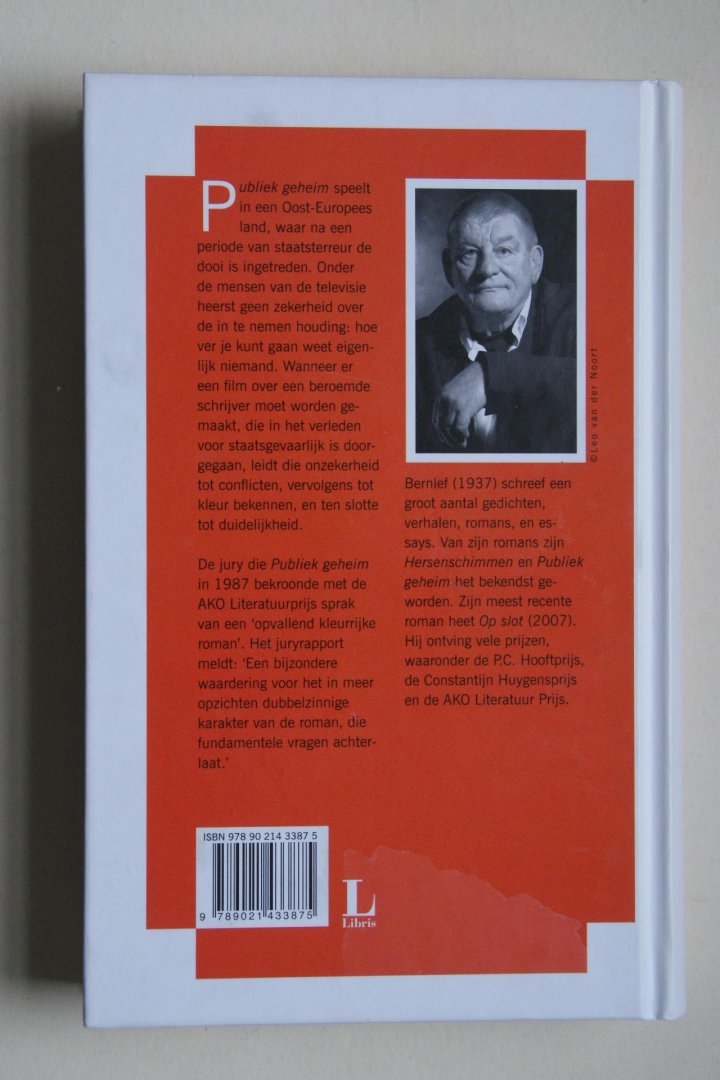 Publiek geheim speelt
in een Oost-Europees
land, waar na een
periode van staatsterreur de
dooi is ingetreden. Onder
de mensen van de televisie
heerst geen zekerheid over
de in te nemen houding: hoe
ver je kunt gaan weet eigen-
lijk niemand. Wanneer er
een film over een beroemde
schrijver moet worden ge-
maakt, die in het verleden
voor staatsgevaarlijk is door-
gegaan, leidt die onzekerheid
tot conflicten, vervolgens tot
kleur bekennen, en ten slotte
tot duidelijkheid.
De jury die Publiek geheim
in 1987 bekroonde met de
AKO Literatuurprijs sprak
van een ‘opvallend kleurrijke
roman’. Het juryrapport
meldt: ‘Een bijzondere
waardering voor het in meer
opzichten dubbelzinnige
karakter van de roman, die
fundamentele vragen achter-
laat.’
©Leo van der Noort
Bernlef (1937) schreef een
groot aantal gedichten,
verhalen, romans, en es-
says. Van zijn romans zijn
Hersenschimmen en Publiek
geheim het bekendst ge-
worden. Zijn meest recente
roman heet Op slot (2007).
Hij ontving vele prijzen,
waaronder de P.C. Hooftprijs,
de Constantijn Huygensprijs
en de AKO Literatuur Prijs.
ISBN 978 90 214 3387 5
9 789021 433875
L
Libris